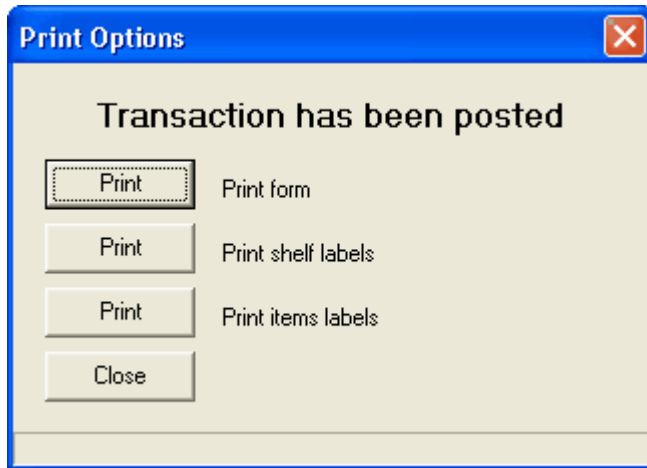 Print Options
Transaction has been posted
Print Print form
Print Print shelf labels
Print Print items labels
Close